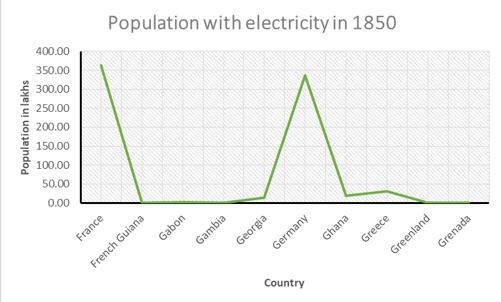 Population with electricity in 1850
Population in lakhs
400.00
350.00
300.00
250.00
200.00
150.00
100.00
50.00
0.00
France
French Guiana
Gabon
Gambia
Georgia
Germany
Ghana
Greece
Greenland
Grenada
Country